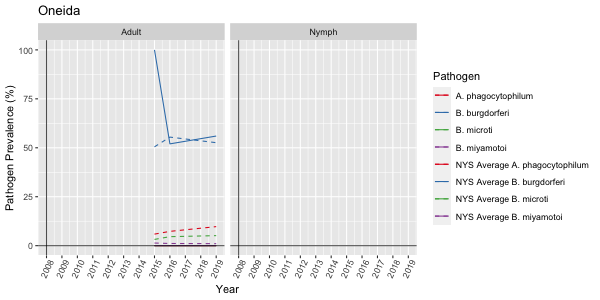 Oneida
Adult
Nymph
Pathogen Prevalence (%)
100
75
50
25
0
2008 2009 2010 2011 2012 2013 2014 2015 2016 2017 2018 2019
2008 2009 2010 2011 2012 2013 2014 2015 2016 2017 2018 2019
Year
Pathogen
A. phagocytophilum
B. burgdorferi
B. microti
B. miyamotoi
NYS Average A. phagocytophilum
NYS Average B. burgdorferi
NYS Average B. microti
NYS Average B. miyamotoi